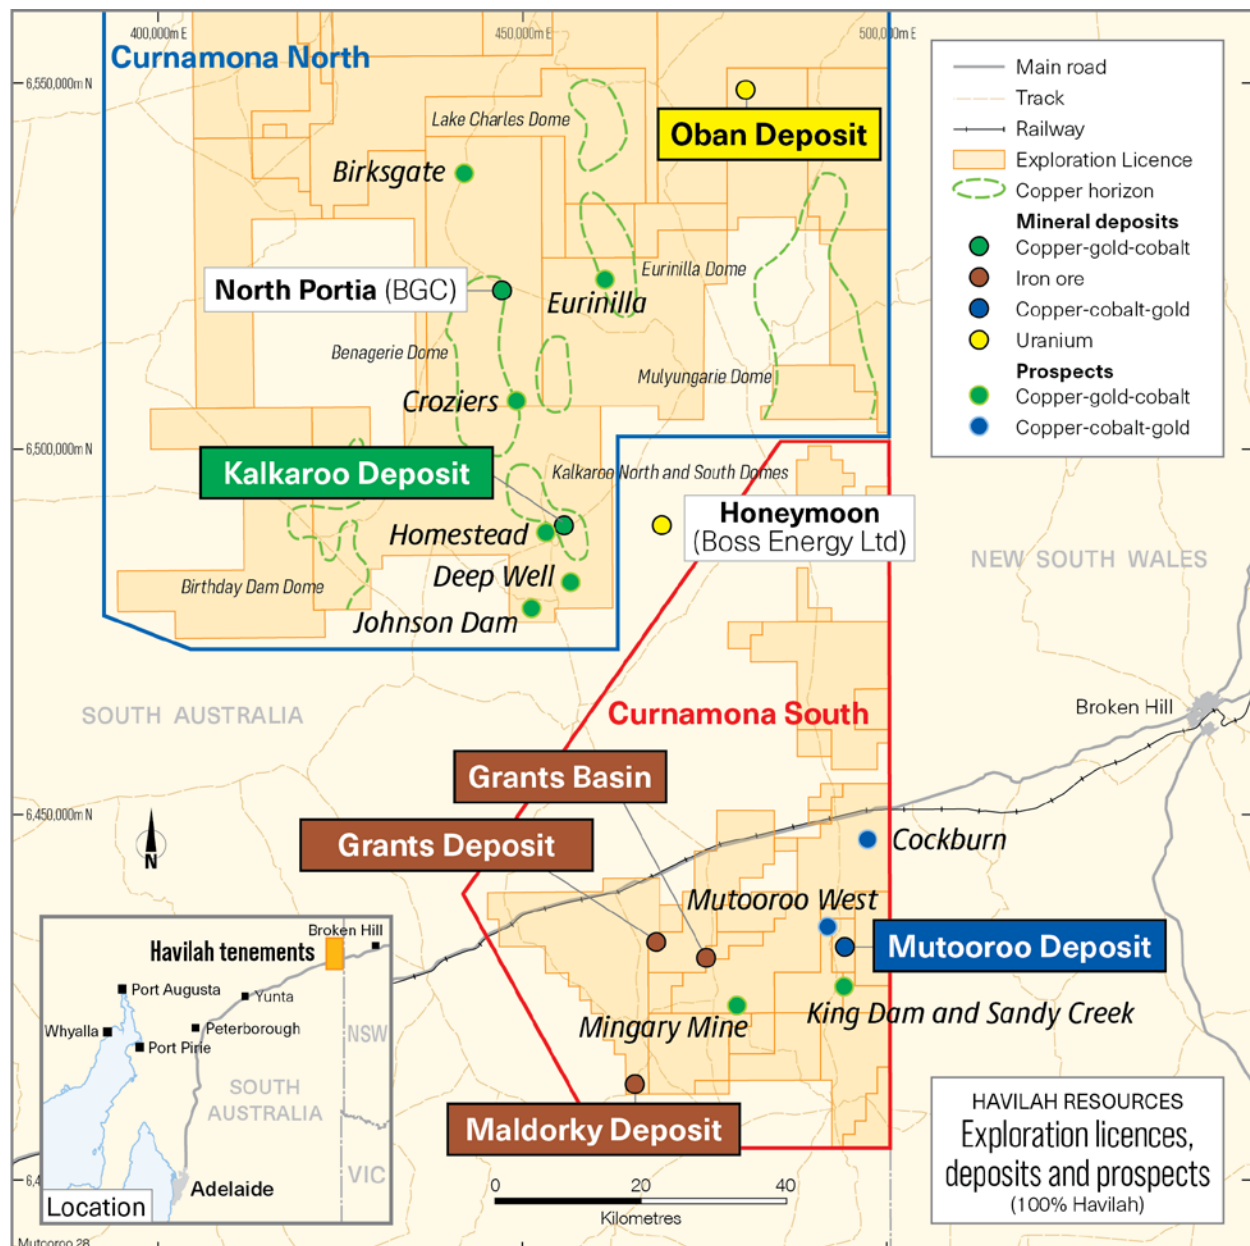 400,000m E
450,000m E
500,000m E
Curnamona North
6,550,000m N
Lake Charles Dome
Oban Deposit
Birksgate
Eurinilla Dome
North Portia (BGC)
Eurinilla
Benagerie Dome
Mulyungarie Dome
Croziers
6,500,000m N
Kalkaroo Deposit
Kalkaroo North and South Domes
Honeymoon
(Boss Energy Ltd)
Homestead
Deep Well
Birthday Dam Dome
Johnson Dam
NEW SOUTH WALES
SOUTH AUSTRALIA
Curnamona South
Broken Hill
Grants Basin
6,450,000m N
Grants Deposit
Cockburn
N
Mutooroo West
Mutooroo Deposit
King Dam and Sandy Creek
Mingary Mine
Maldorky Deposit
0
20
40
Kilometres
Main road
Track
Railway
Exploration Licence
Copper horizon
Mineral deposits
Copper-gold-cobalt
Iron ore
Copper-cobalt-gold
Uranium
Prospects
Copper-gold-cobalt
Copper-cobalt-gold
Broken Hill
Havilah tenements
Port Augusta
Yunta
Whyalla
Peterborough
Port Pirie
NSW
SOUTH
AUSTRALIA
VIC
Adelaide
Location
HAVILAH RESOURCES
Exploration licences,
deposits and prospects
(100% Havilah)